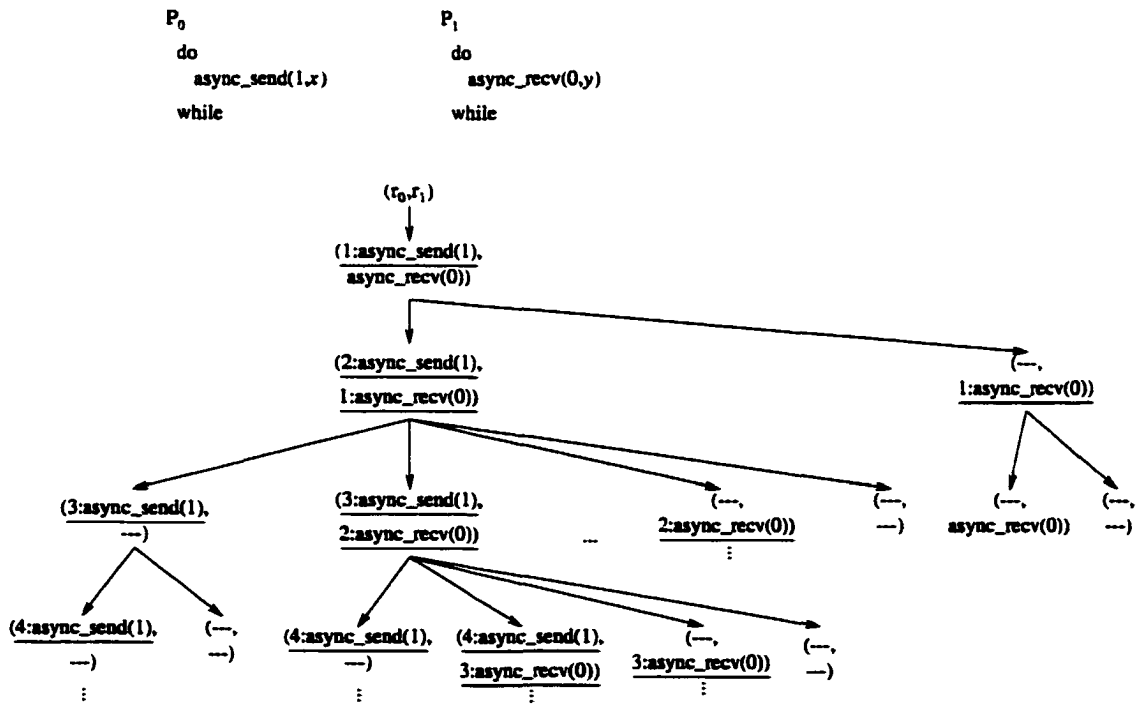 P0 P1
do do
async_send(1,x) async_recv(0,y)
while while
(r0,r1)
(1:async_send(1),
async_recv(0))
(2:async_send(1),
1:async_recv(0))
(---,
1:async_recv(0))
(3:async_send(1),
---)
(3:async_send(1),
2:async_recv(0))
...
(---,
2:async_recv(0))
⋮
(---,
---)
(---,
async_recv(0))
(---,
---)
(4:async_send(1),
---)
⋮
(---,
---)
(4:async_send(1),
---)
⋮
(4:async_send(1),
3:async_recv(0))
⋮
(---,
3:async_recv(0))
⋮
(---,
---)